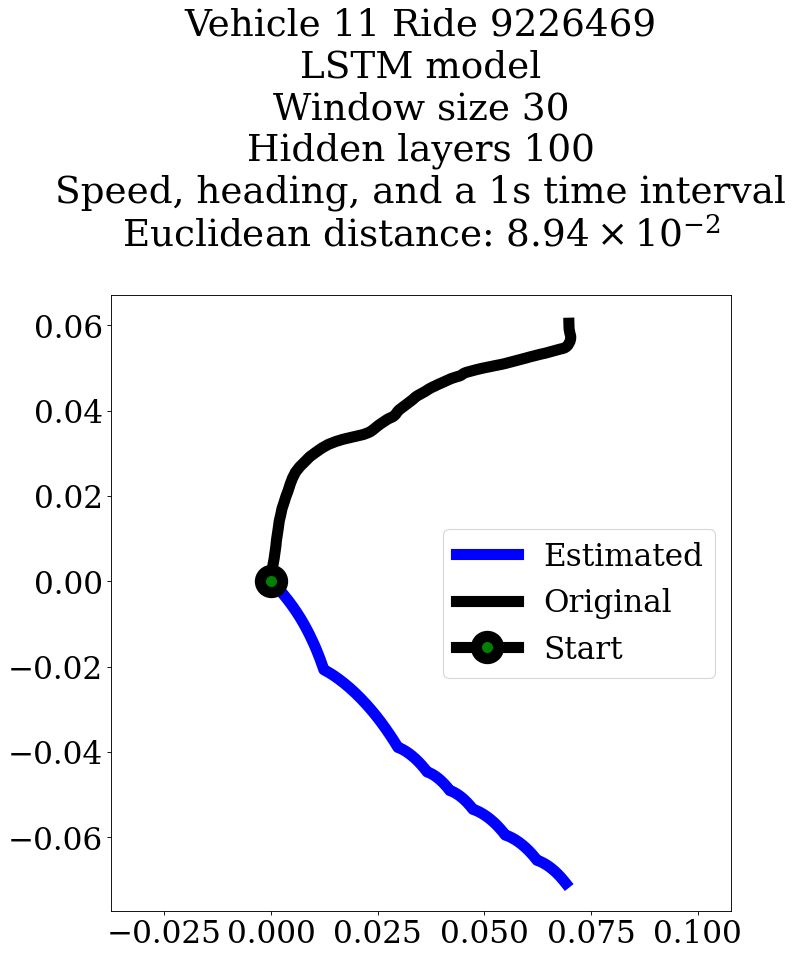 Vehicle 11 Ride 9226469
LSTM model
Window size 30
Hidden layers 100
Speed, heading, and a 1s time interval
Euclidean distance: 8.94 × 10⁻²
0.06
0.04
0.02
0.00
−0.02
−0.04
−0.06
Estimated
Original
Start
−0.025 0.000 0.025 0.050 0.075 0.100